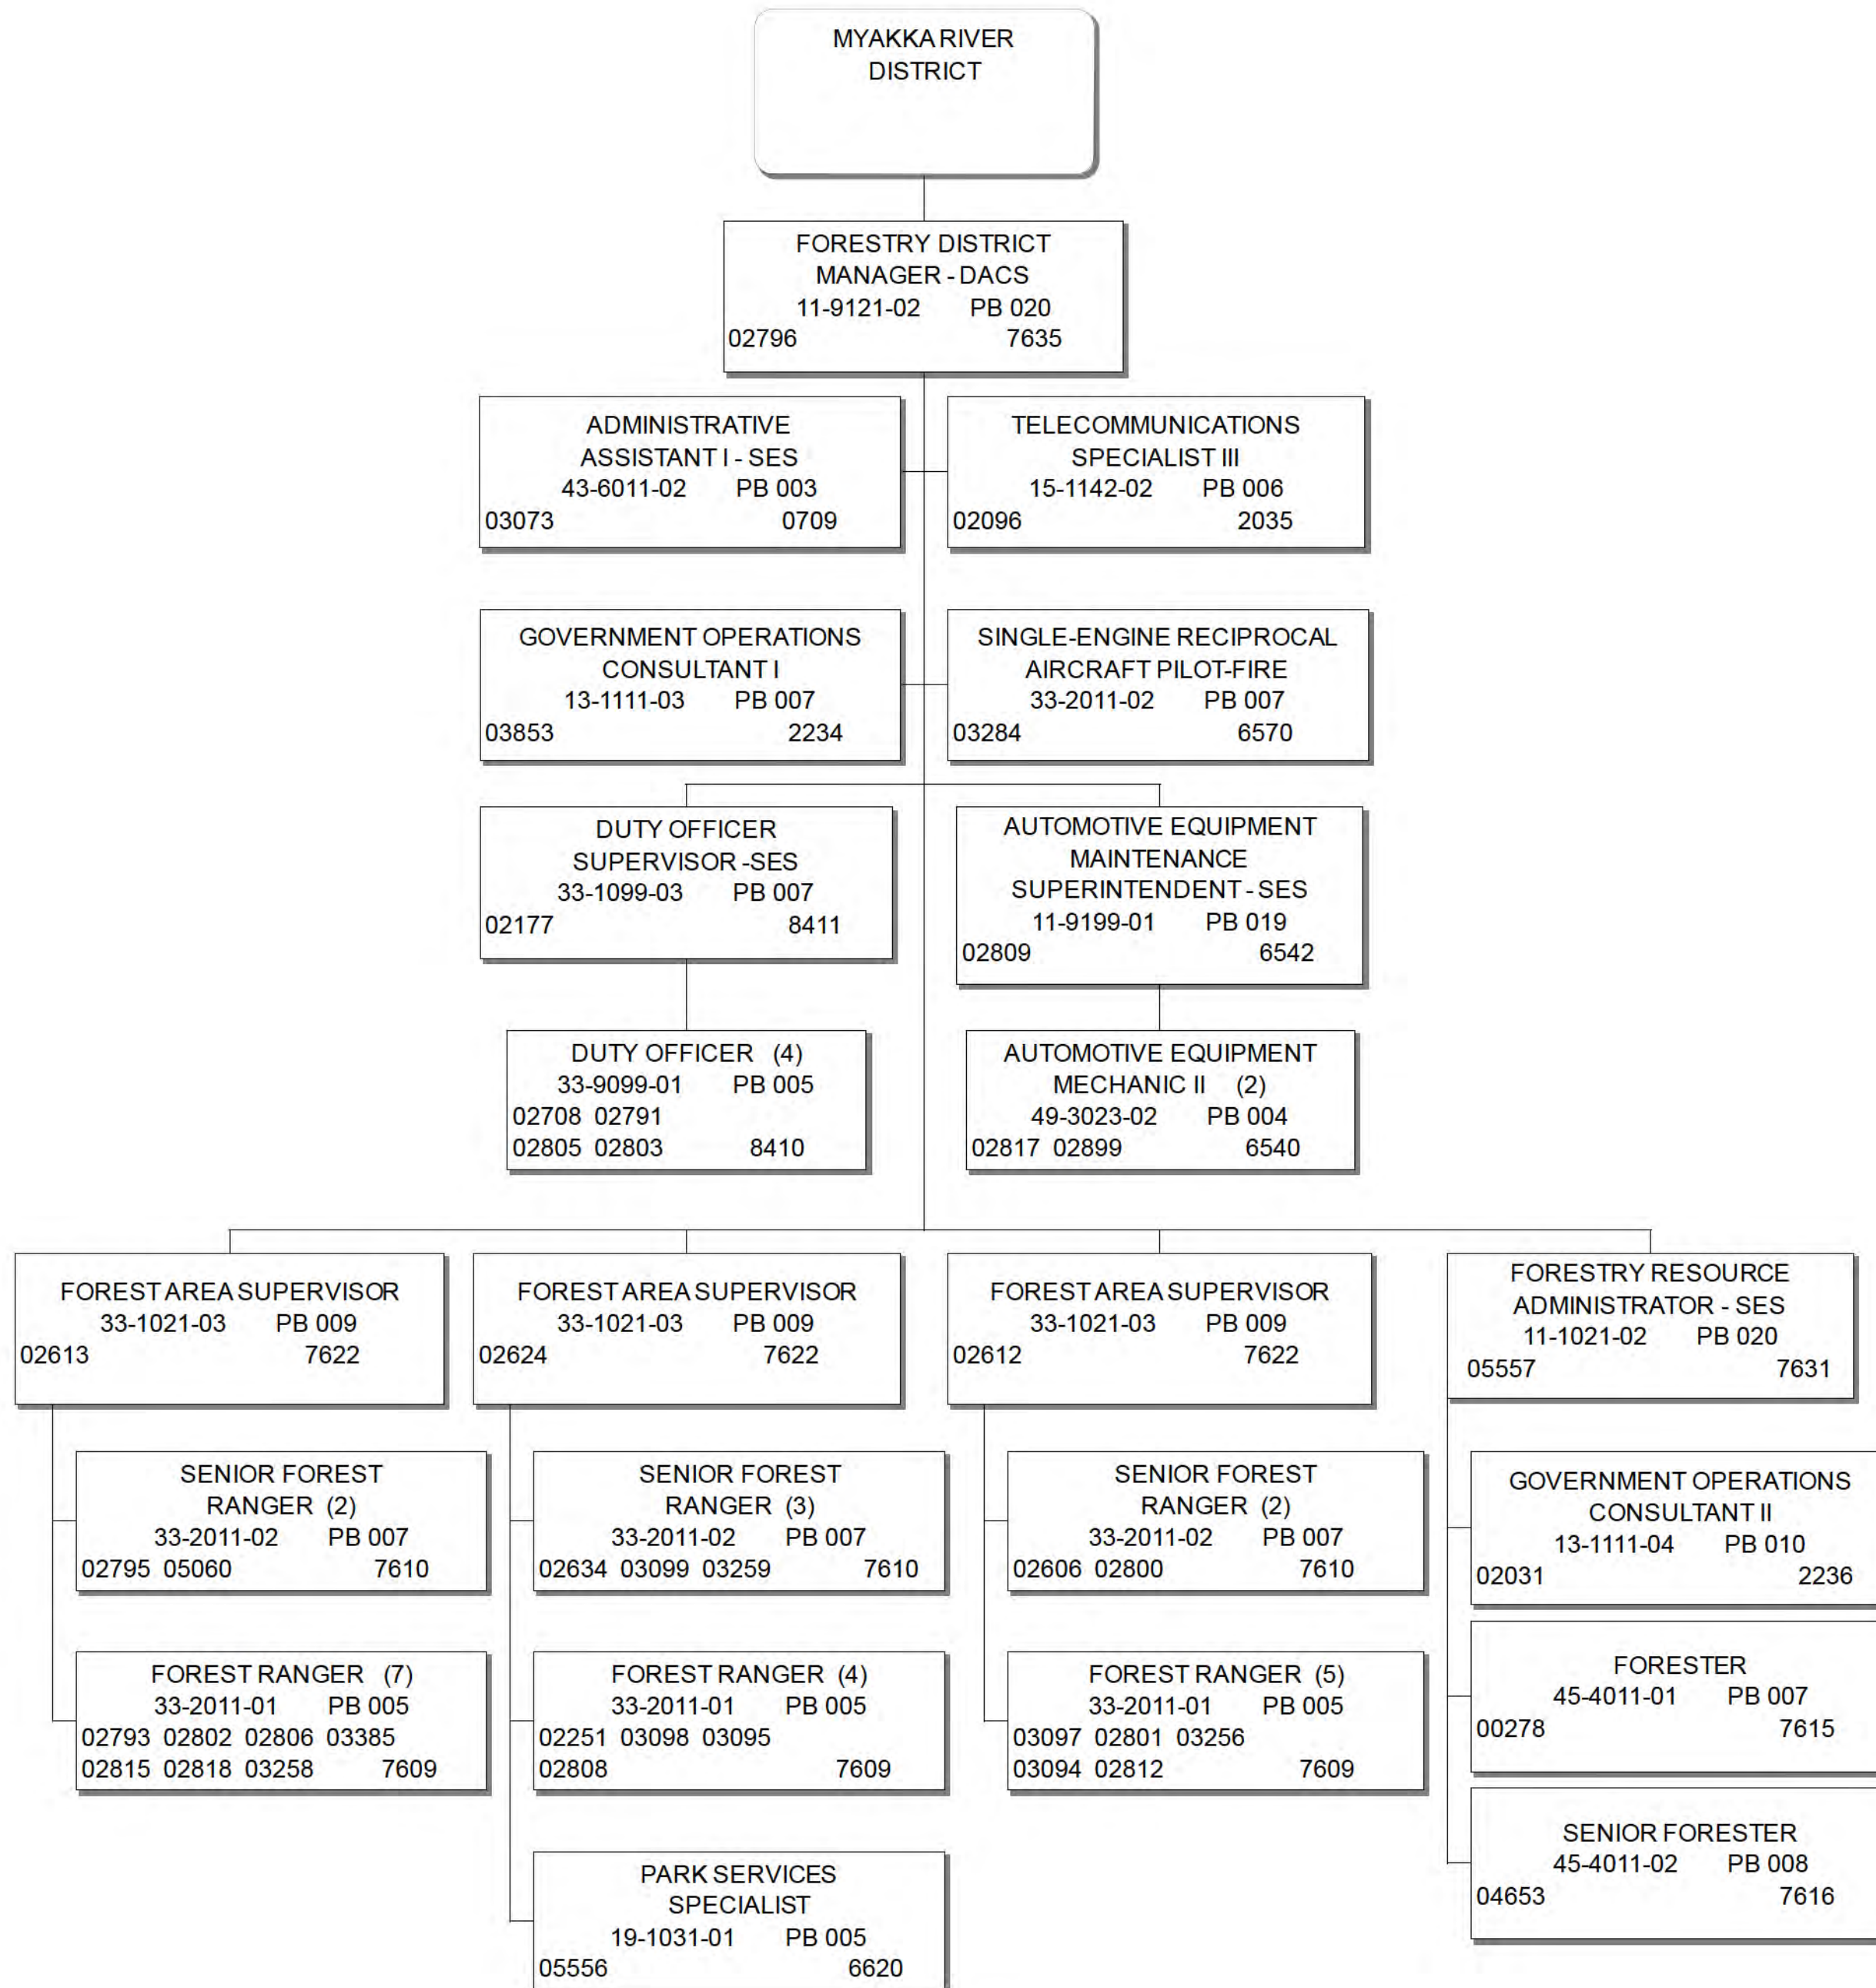 MYAKKA RIVER
DISTRICT
FORESTRY DISTRICT
MANAGER - DACS
11-9121-02 PB 020
02796 7635
ADMINISTRATIVE
ASSISTANT I - SES
43-6011-02 PB 003
03073 0709
TELECOMMUNICATIONS
SPECIALIST III
15-1142-02 PB 006
02096 2035
GOVERNMENT OPERATIONS
CONSULTANT I
13-1111-03 PB 007
03853 2234
SINGLE-ENGINE RECIPROCAL
AIRCRAFT PILOT-FIRE
33-2011-02 PB 007
03284 6570
DUTY OFFICER
SUPERVISOR -SES
33-1099-03 PB 007
02177 8411
AUTOMOTIVE EQUIPMENT
MAINTENANCE
SUPERINTENDENT - SES
11-9199-01 PB 019
02809 6542
DUTY OFFICER (4)
33-9099-01 PB 005
02708 02791
02805 02803 8410
AUTOMOTIVE EQUIPMENT
MECHANIC II (2)
49-3023-02 PB 004
02817 02899 6540
FOREST AREA SUPERVISOR
33-1021-03 PB 009
02613 7622
FOREST AREA SUPERVISOR
33-1021-03 PB 009
02624 7622
FOREST AREA SUPERVISOR
33-1021-03 PB 009
02612 7622
FORESTRY RESOURCE
ADMINISTRATOR - SES
11-1021-02 PB 020
05557 7631
SENIOR FOREST
RANGER (2)
33-2011-02 PB 007
02795 05060 7610
SENIOR FOREST
RANGER (3)
33-2011-02 PB 007
02634 03099 03259 7610
SENIOR FOREST
RANGER (2)
33-2011-02 PB 007
02606 02800 7610
GOVERNMENT OPERATIONS
CONSULTANT II
13-1111-04 PB 010
02031 2236
FOREST RANGER (7)
33-2011-01 PB 005
02793 02802 02806 03385
02815 02818 03258 7609
FOREST RANGER (4)
33-2011-01 PB 005
02251 03098 03095
02808 7609
FOREST RANGER (5)
33-2011-01 PB 005
03097 02801 03256
03094 02812 7609
FORESTER
45-4011-01 PB 007
00278 7615
PARK SERVICES
SPECIALIST
19-1031-01 PB 005
05556 6620
SENIOR FORESTER
45-4011-02 PB 008
04653 7616